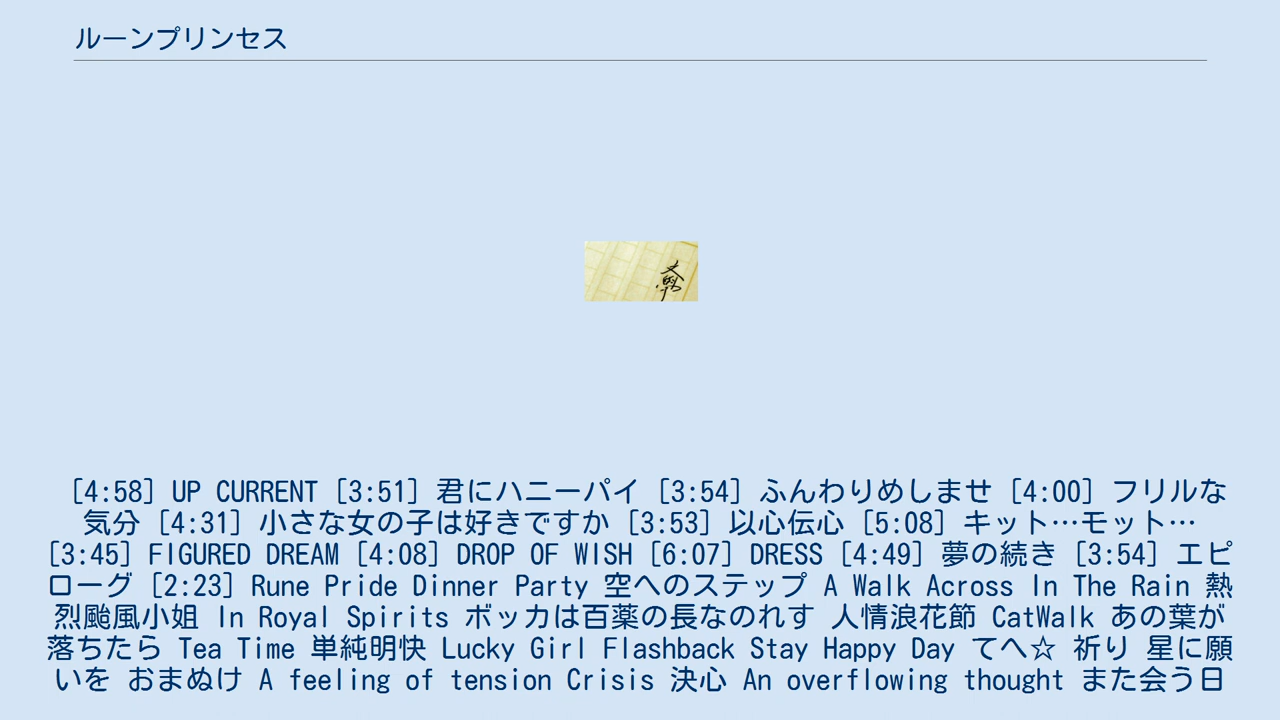 ルーンプリンセス
[4:58] UP CURRENT [3:51] 君にハニーパイ [3:54] ふんわりめしませ [4:00] フリルな
気分 [4:31] 小さな女の子は好きですか [3:53] 以心伝心 [5:08] キット…モット…
[3:45] FIGURED DREAM [4:08] DROP OF WISH [6:07] DRESS [4:49] 夢の続き [3:54] エピ
ローグ [2:23] Rune Pride Dinner Party 空へのステップ A Walk Across In The Rain 熱
烈颱風小姐 In Royal Spirits ボッカは百薬の長なのれす 人情浪花節 CatWalk あの葉が
落ちたら Tea Time 単純明快 Lucky Girl Flashback Stay Happy Day てへ☆ 祈り 星に願
いを おまぬけ A feeling of tension Crisis 決心 An overflowing thought また会う日